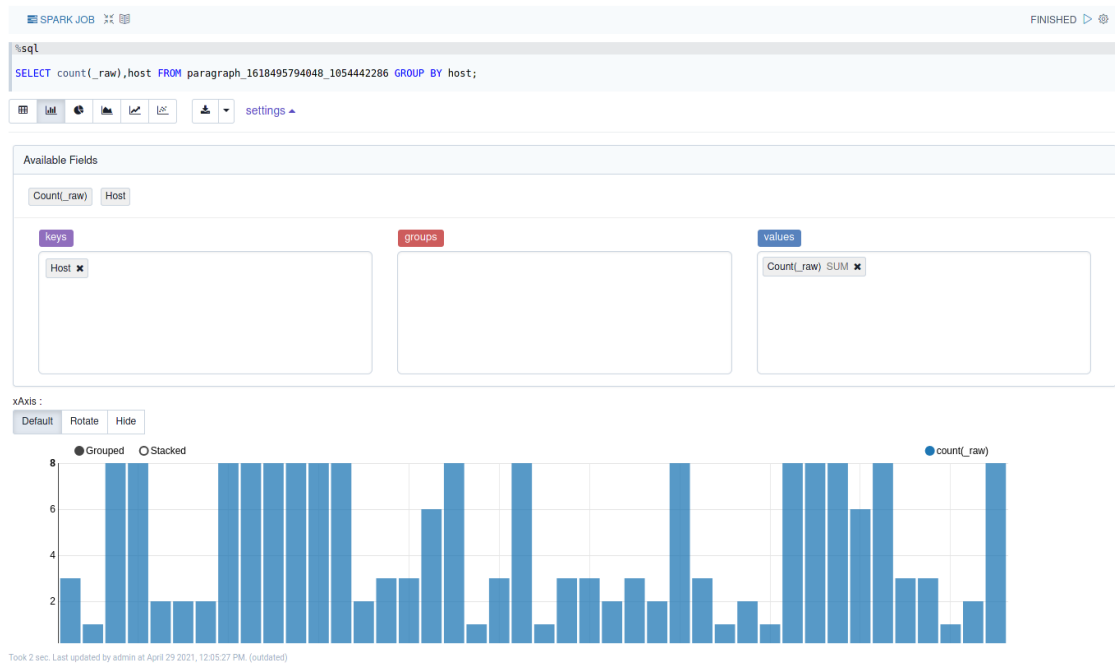 SPARK JOB FINISHED
%sql
SELECT count(_raw),host FROM paragraph_1618495794048_1054442286 GROUP BY host;
settings
Available Fields
Count(_raw) Host
keys groups values
Host Count(_raw) SUM
xAxis :
Default Rotate Hide
Grouped Stacked count(_raw)
8
6
4
2
Took 2 sec. Last updated by admin at April 29 2021, 12:05:27 PM. (outdated)